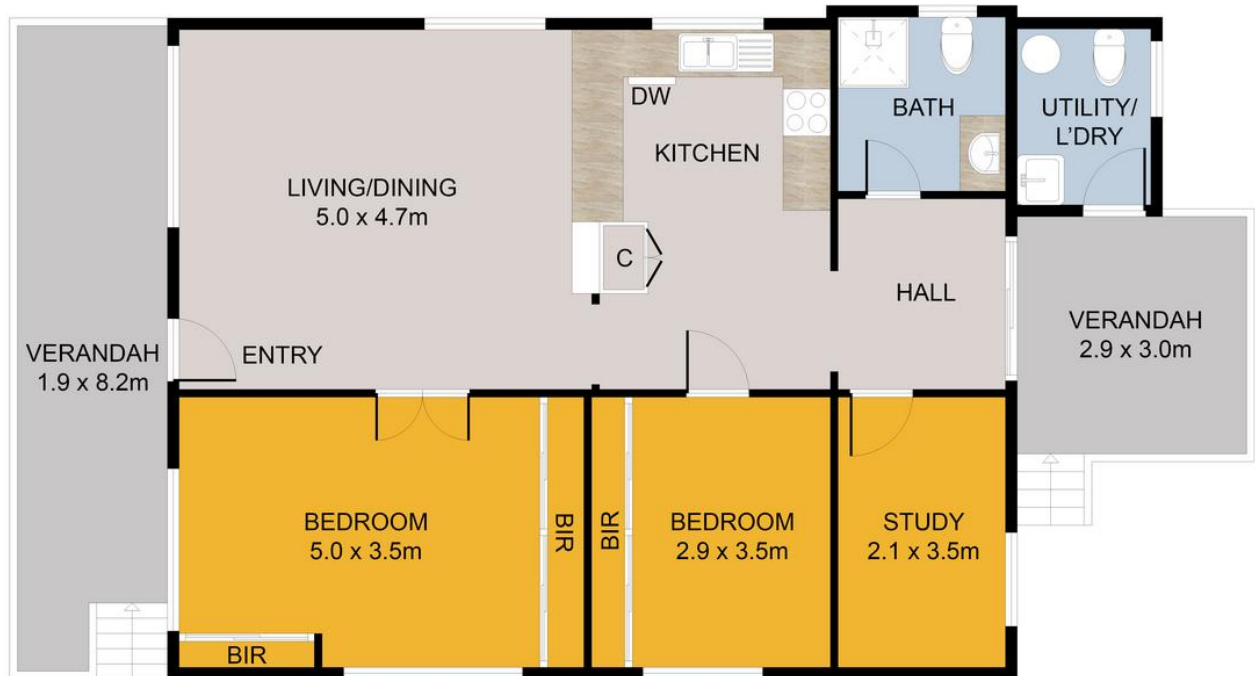 DW
KITCHEN
BATH
UTILITY/
L'DRY
LIVING/DINING
5.0 x 4.7m
C
HALL
VERANDAH
1.9 x 8.2m
ENTRY
VERANDAH
2.9 x 3.0m
BEDROOM
5.0 x 3.5m
BIR
BIR
BEDROOM
2.9 x 3.5m
STUDY
2.1 x 3.5m
BIR